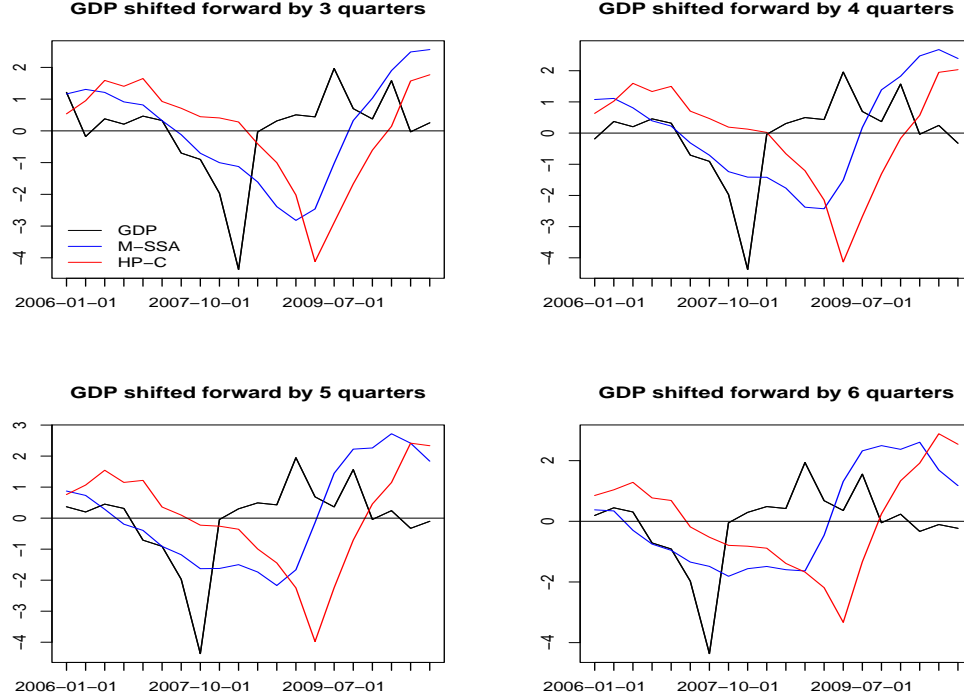 GDP shifted forward by 3 quarters
2
1
0
-1
-2
-3
-4
GDP
M-SSA
HP-C
2006-01-01 2007-10-01 2009-07-01
GDP shifted forward by 4 quarters
2
1
0
-1
-2
-3
-4
2006-01-01 2007-10-01 2009-07-01
GDP shifted forward by 5 quarters
3
2
1
0
-1
-2
-3
-4
2006-01-01 2007-10-01 2009-07-01
GDP shifted forward by 6 quarters
2
0
-2
-4
2006-01-01 2007-10-01 2009-07-01